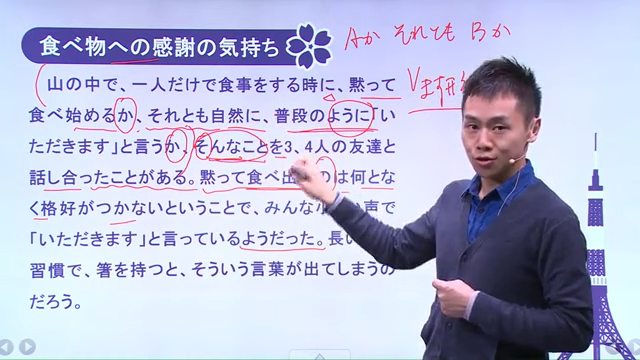 食べ物への感謝の気持ち
Aか それとも Bか
山の中で、一人だけで食事をする時に、黙って
食べ始めるか、それとも自然に、普段のように「い
ただきます」と言うか、そんなことを3、4人の友達と
話し合ったことがある。黙って食べ出すのは何とな
く格好がつかないということで、みんな小 声で
「いただきます」と言っているようだった。長い
習慣で、箸を持つと、そういう言葉が出てしまうの
だろう。